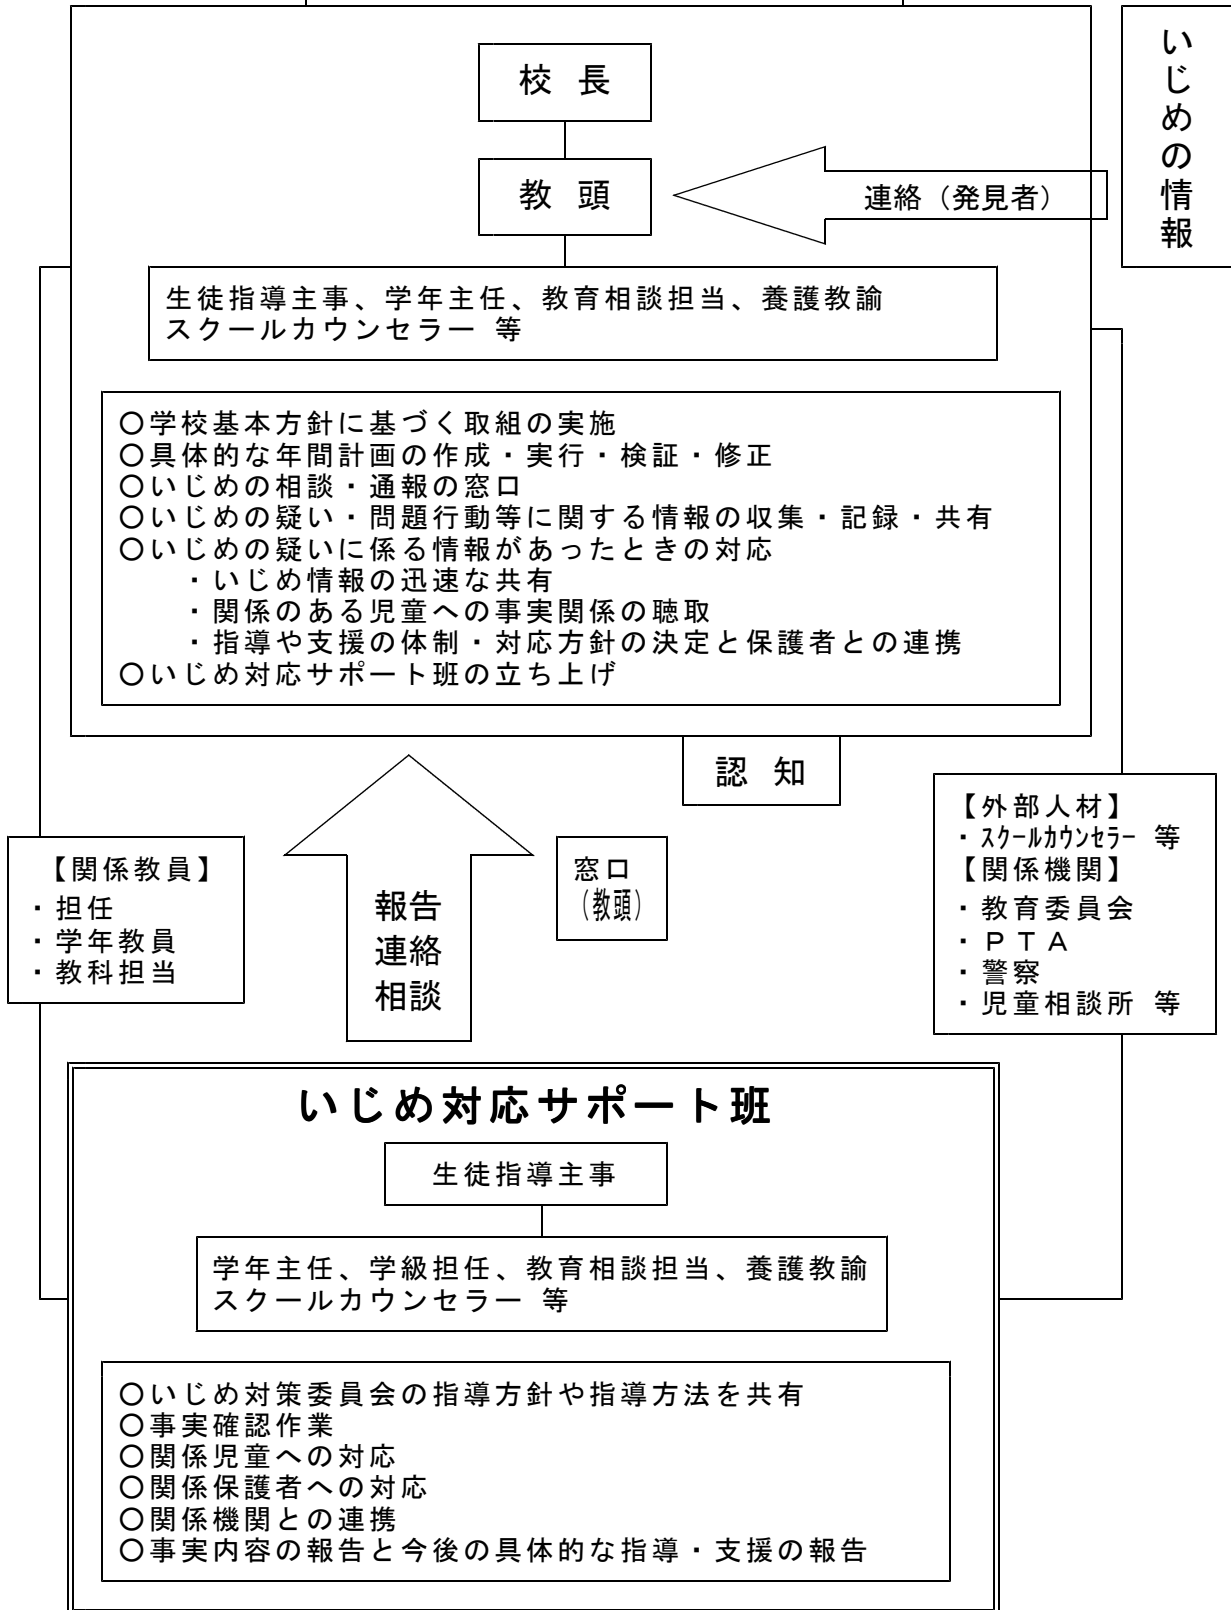 校長
いじめの情報
教頭
連絡（発見者）
生徒指導主事、学年主任、教育相談担当、養護教諭
スクールカウンセラー 等
○学校基本方針に基づく取組の実施
○具体的な年間計画の作成・実行・検証・修正
○いじめの相談・通報の窓口
○いじめの疑い・問題行動等に関する情報の収集・記録・共有
○いじめの疑いに係る情報があったときの対応
・いじめ情報の迅速な共有
・関係のある児童への事実関係の聴取
・指導や支援の体制・対応方針の決定と保護者との連携
○いじめ対応サポート班の立ち上げ
認知
【外部人材】
・ｽｸｰﾙｶｳﾝｾﾗｰ 等
【関係機関】
・教育委員会
・ＰＴＡ
・警察
・児童相談所 等
【関係教員】
・担任
・学年教員
・教科担当
報告
連絡
相談
窓口
（教頭）
いじめ対応サポート班
生徒指導主事
学年主任、学級担任、教育相談担当、養護教諭
スクールカウンセラー 等
○いじめ対策委員会の指導方針や指導方法を共有
○事実確認作業
○関係児童への対応
○関係保護者への対応
○関係機関との連携
○事実内容の報告と今後の具体的な指導・支援の報告